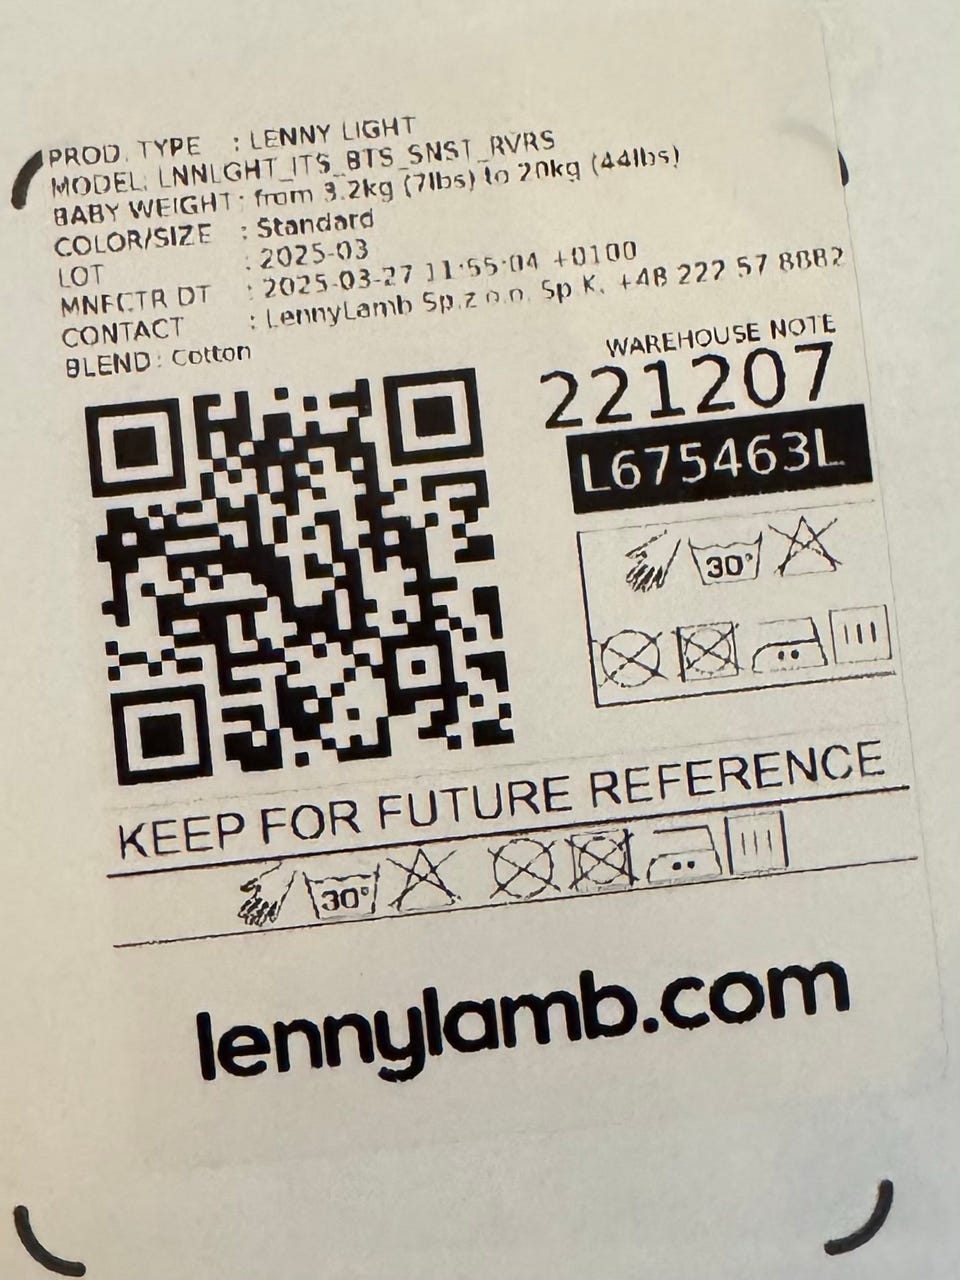 PROD. TYPE : LENNY LIGHT
MODEL: LNNLGHT_ITS_BTS_SNST_RVRS
BABY WEIGHT: from 3.2kg (7lbs) to 20kg (44lbs)
COLOR/SIZE : Standard
LOT : 2025-03
MNFCTR DT : 2025-03-27 11:55:04 +0100
CONTACT : LennyLamb Sp.z o.o. Sp.K. +48 222 57 8882
BLEND: Cotton
WAREHOUSE NOTE
221207
L675463L
30°
KEEP FOR FUTURE REFERENCE
30°
lennylamb.com